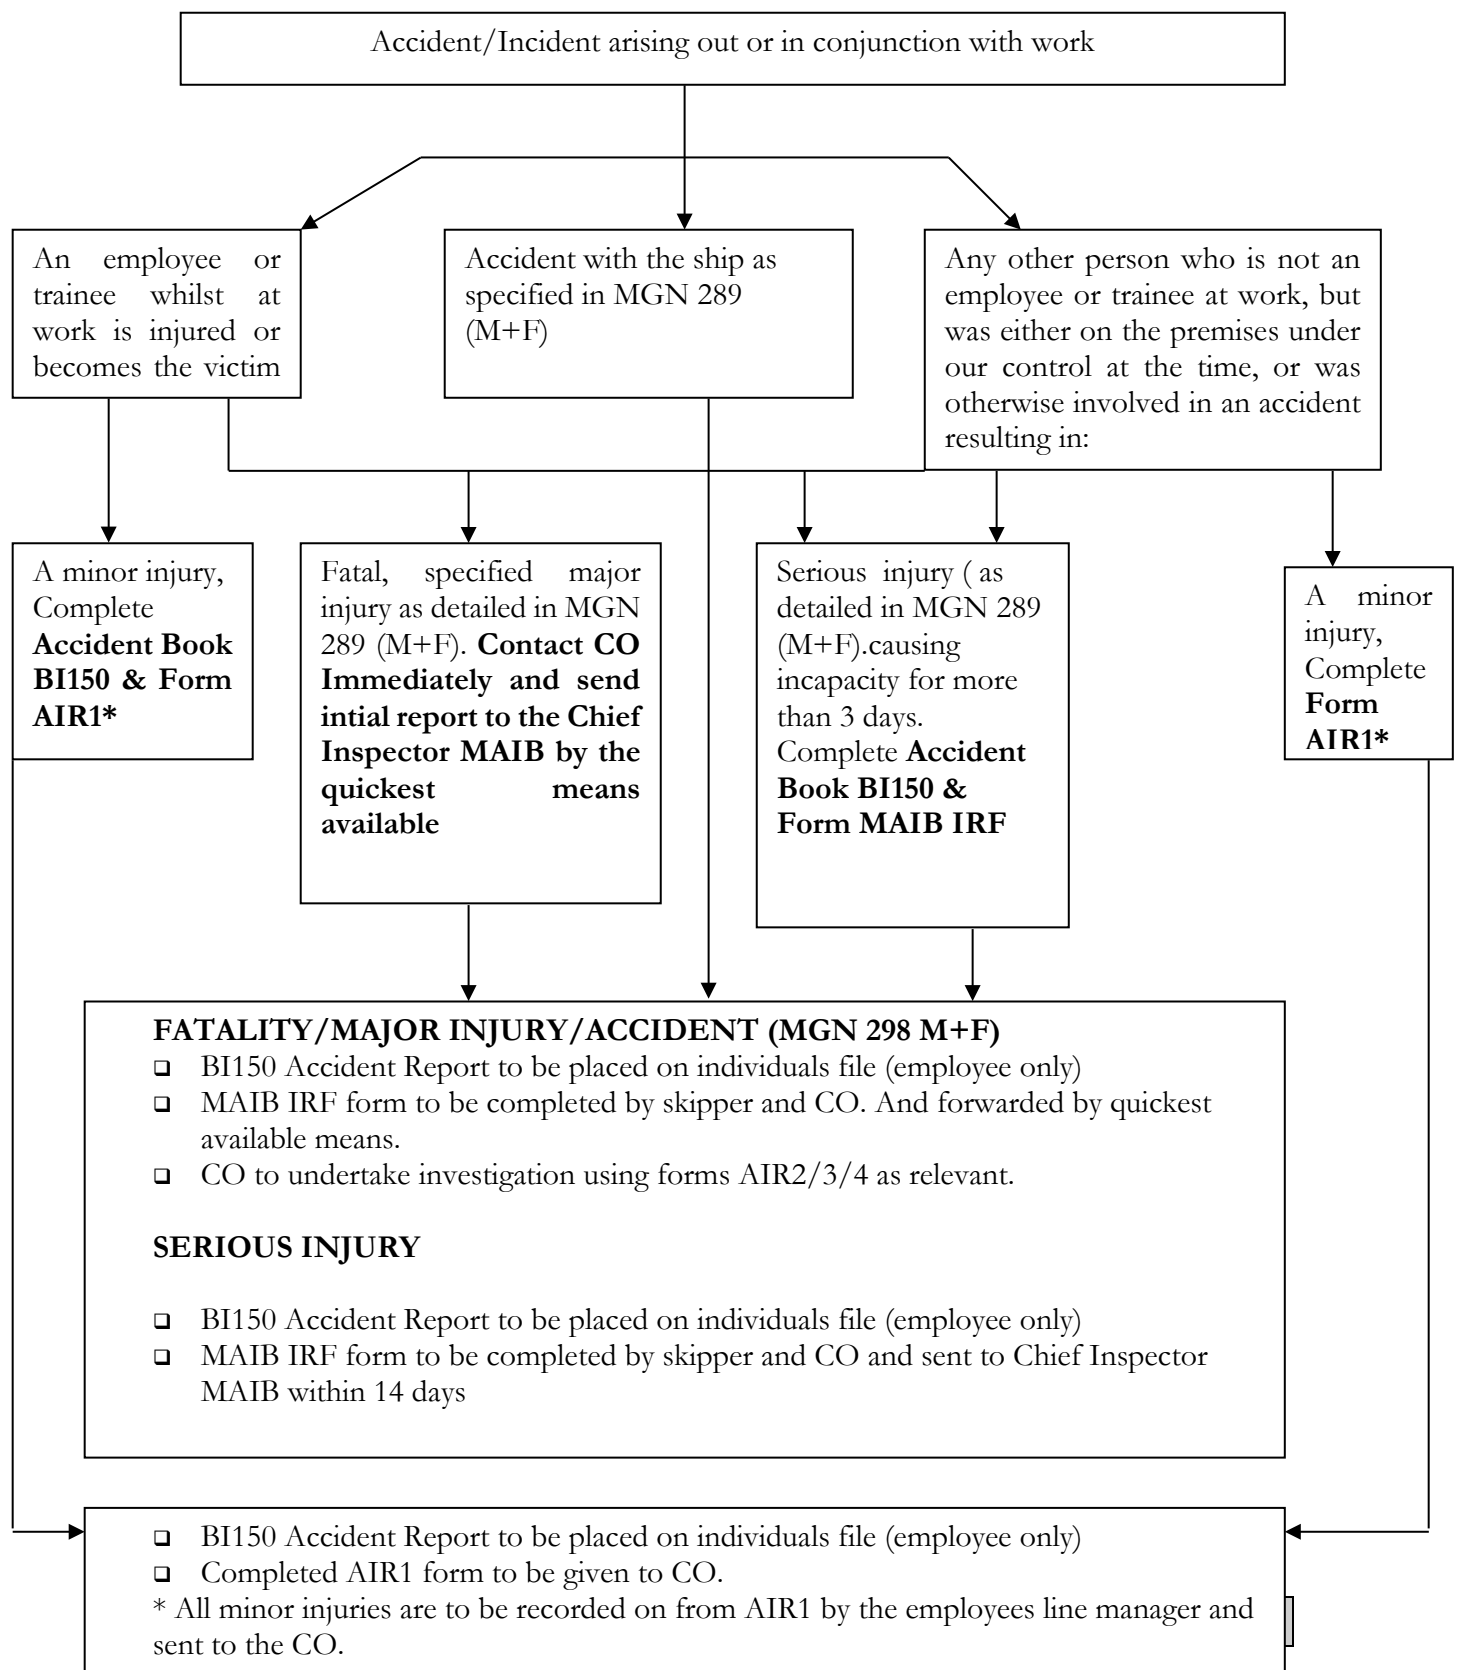 Accident/Incident arising out or in conjunction with work
An employee or
trainee whilst at
work is injured or
becomes the victim
Accident with the ship as
specified in MGN 289
(M+F)
Any other person who is not an
employee or trainee at work, but
was either on the premises under
our control at the time, or was
otherwise involved in an accident
resulting in:
A minor injury,
Complete
Accident Book
BI150 & Form
AIR1*
Fatal, specified major
injury as detailed in MGN
289 (M+F). Contact CO
Immediately and send
intial report to the Chief
Inspector MAIB by the
quickest means
available
Serious injury ( as
detailed in MGN 289
(M+F).causing
incapacity for more
than 3 days.
Complete Accident
Book BI150 &
Form MAIB IRF
A minor
injury,
Complete
Form
AIR1*
FATALITY/MAJOR INJURY/ACCIDENT (MGN 298 M+F)
❑ BI150 Accident Report to be placed on individuals file (employee only)
❑ MAIB IRF form to be completed by skipper and CO. And forwarded by quickest
available means.
❑ CO to undertake investigation using forms AIR2/3/4 as relevant.
SERIOUS INJURY
❑ BI150 Accident Report to be placed on individuals file (employee only)
❑ MAIB IRF form to be completed by skipper and CO and sent to Chief Inspector
MAIB within 14 days
❑ BI150 Accident Report to be placed on individuals file (employee only)
❑ Completed AIR1 form to be given to CO.
* All minor injuries are to be recorded on from AIR1 by the employees line manager and
sent to the CO.